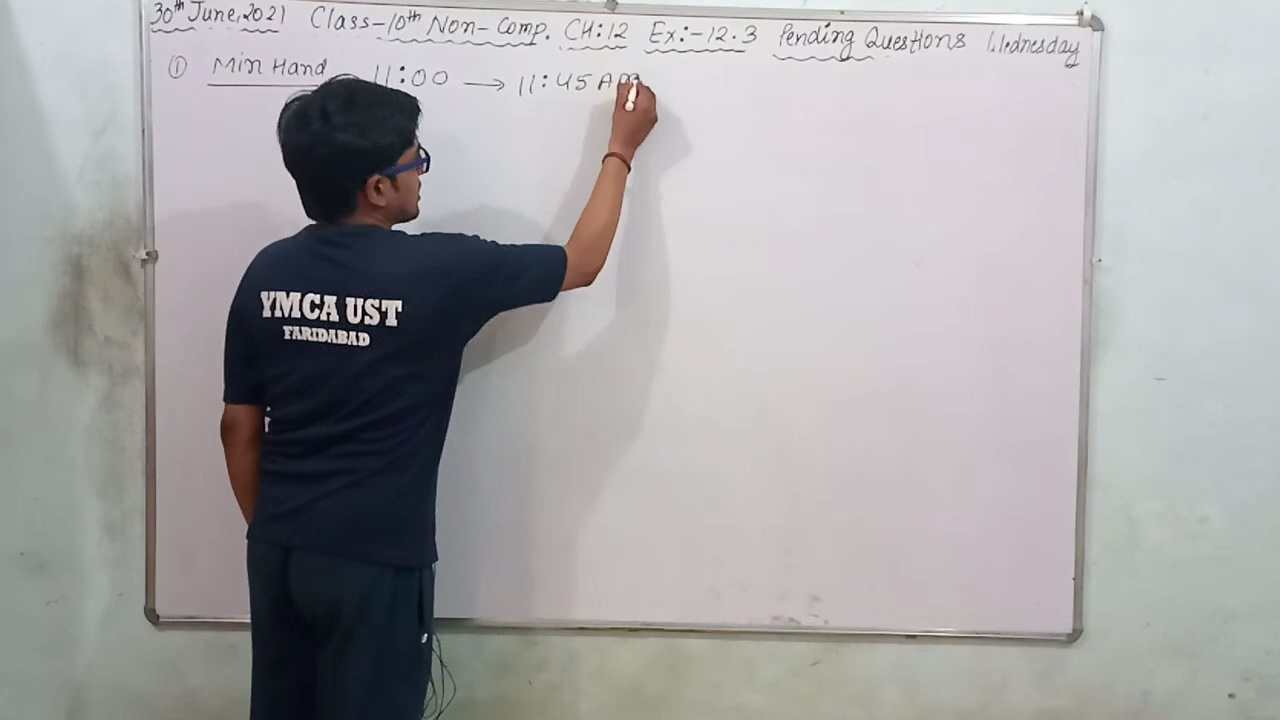 30th June, 2021 Class-10th Non-Comp. CH:12 Ex:-12.3 Pending Questions Wednesday
① Min Hand 11:00 → 11:45 AM
YMCA UST
FARIDABAD